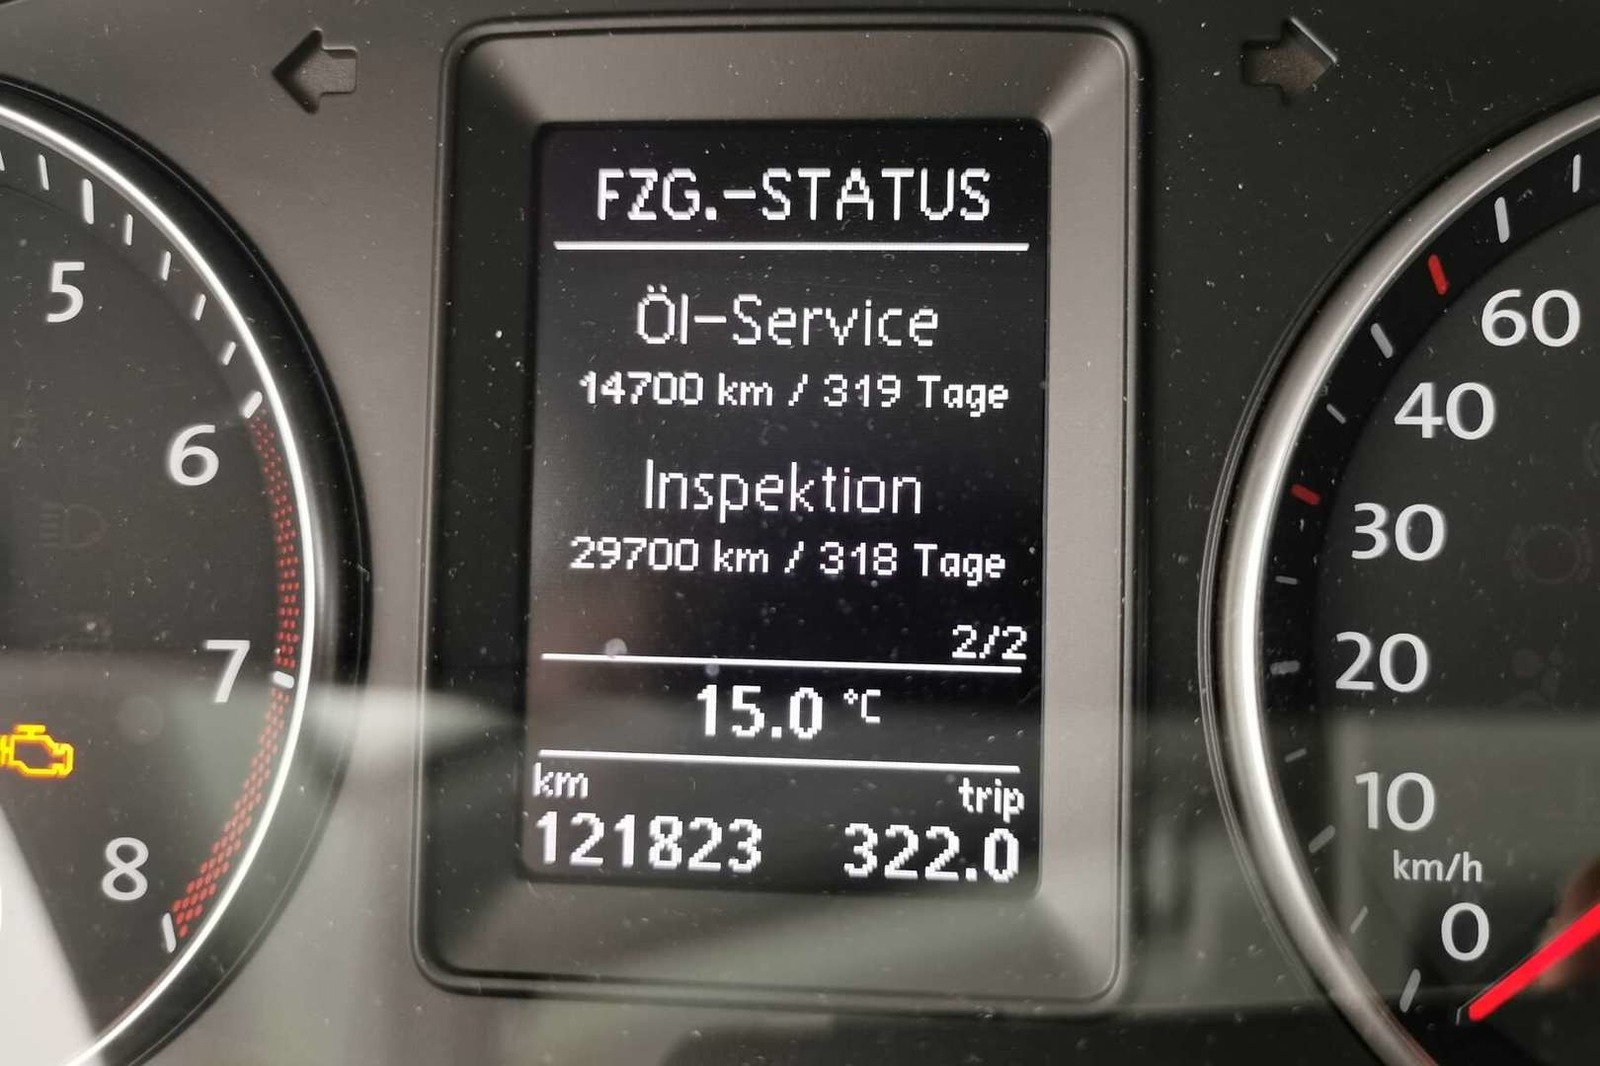 FZG.-STATUS
Öl-Service
14700 km / 319 Tage
Inspektion
29700 km / 318 Tage
2/2
15.0 °C
km trip
121823 322.0
5
6
7
8
60
40
30
20
10
km/h
0